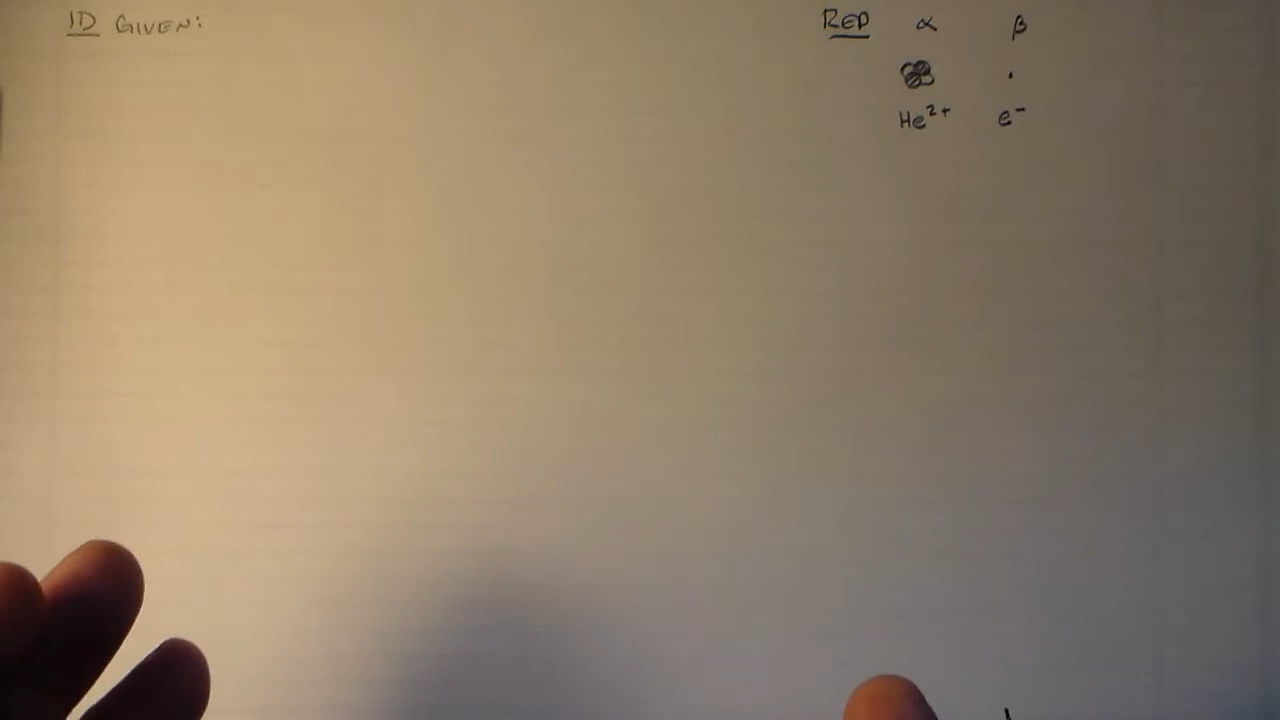 ID GIVEN:
REP α β
He²⁺ e⁻